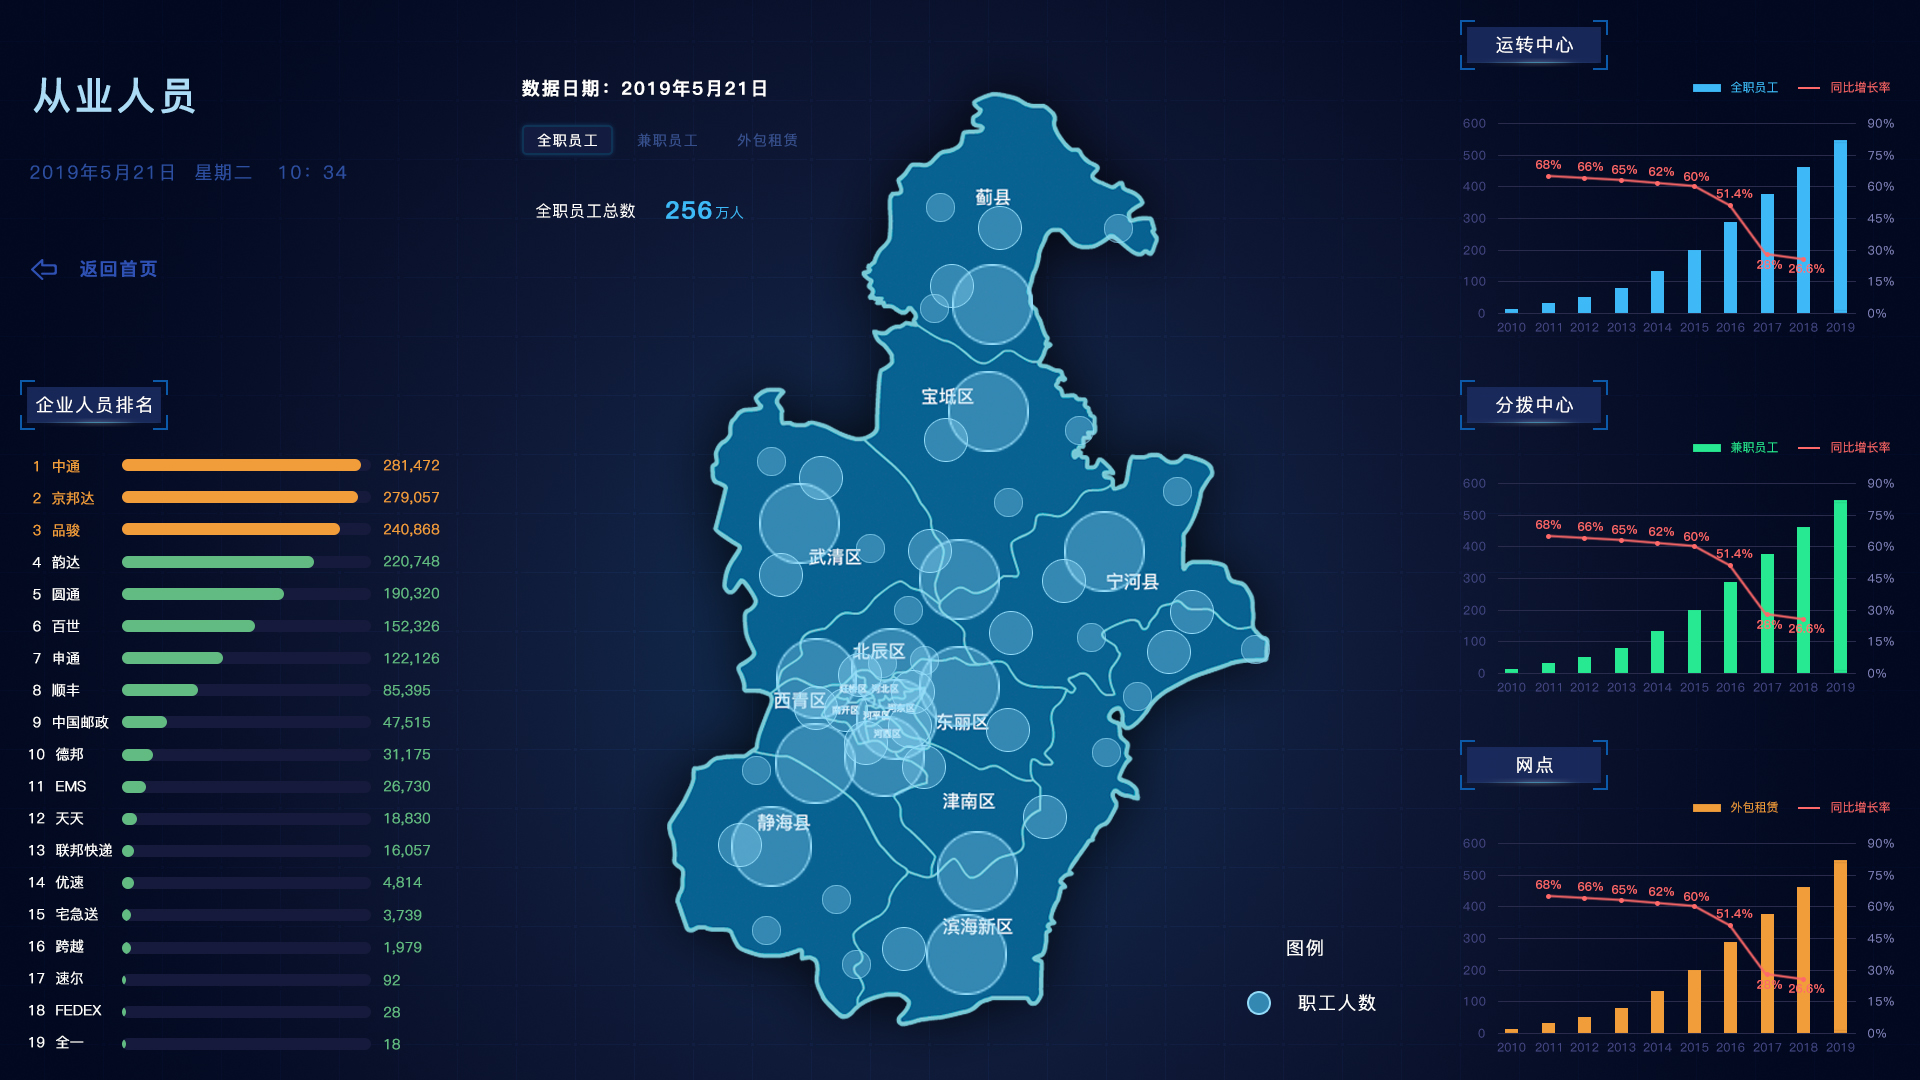 从业人员
2019年5月21日 星期二 10：34
返回首页
企业人员排名
1 中通 281,472
2 京邦达 279,057
3 品骏 240,868
4 韵达 220,748
5 圆通 190,320
6 百世 152,326
7 申通 122,126
8 顺丰 85,395
9 中国邮政 47,515
10 德邦 31,175
11 EMS 26,730
12 天天 18,830
13 联邦快递 16,057
14 优速 4,814
15 宅急送 3,739
16 跨越 1,979
17 速尔 92
18 FEDEX 28
19 全一 18
数据日期：2019年5月21日
全职员工 兼职员工 外包租赁
全职员工总数 256万人
蓟县
宝坻区
武清区
宁河县
北辰区
西青区
红桥区 河北区
南开区 河平区 河东区
河西区
东丽区
津南区
静海县
滨海新区
图例
职工人数
运转中心
全职员工 同比增长率
600 90%
500 75%
400 60%
300 45%
200 30%
100 15%
0 0%
68% 66% 65% 62% 60% 51.4% 28% 26.6%
2010 2011 2012 2013 2014 2015 2016 2017 2018 2019
分拨中心
兼职员工 同比增长率
600 90%
500 75%
400 60%
300 45%
200 30%
100 15%
0 0%
68% 66% 65% 62% 60% 51.4% 28% 26.6%
2010 2011 2012 2013 2014 2015 2016 2017 2018 2019
网点
外包租赁 同比增长率
600 90%
500 75%
400 60%
300 45%
200 30%
100 15%
0 0%
68% 66% 65% 62% 60% 51.4% 28% 26.6%
2010 2011 2012 2013 2014 2015 2016 2017 2018 2019